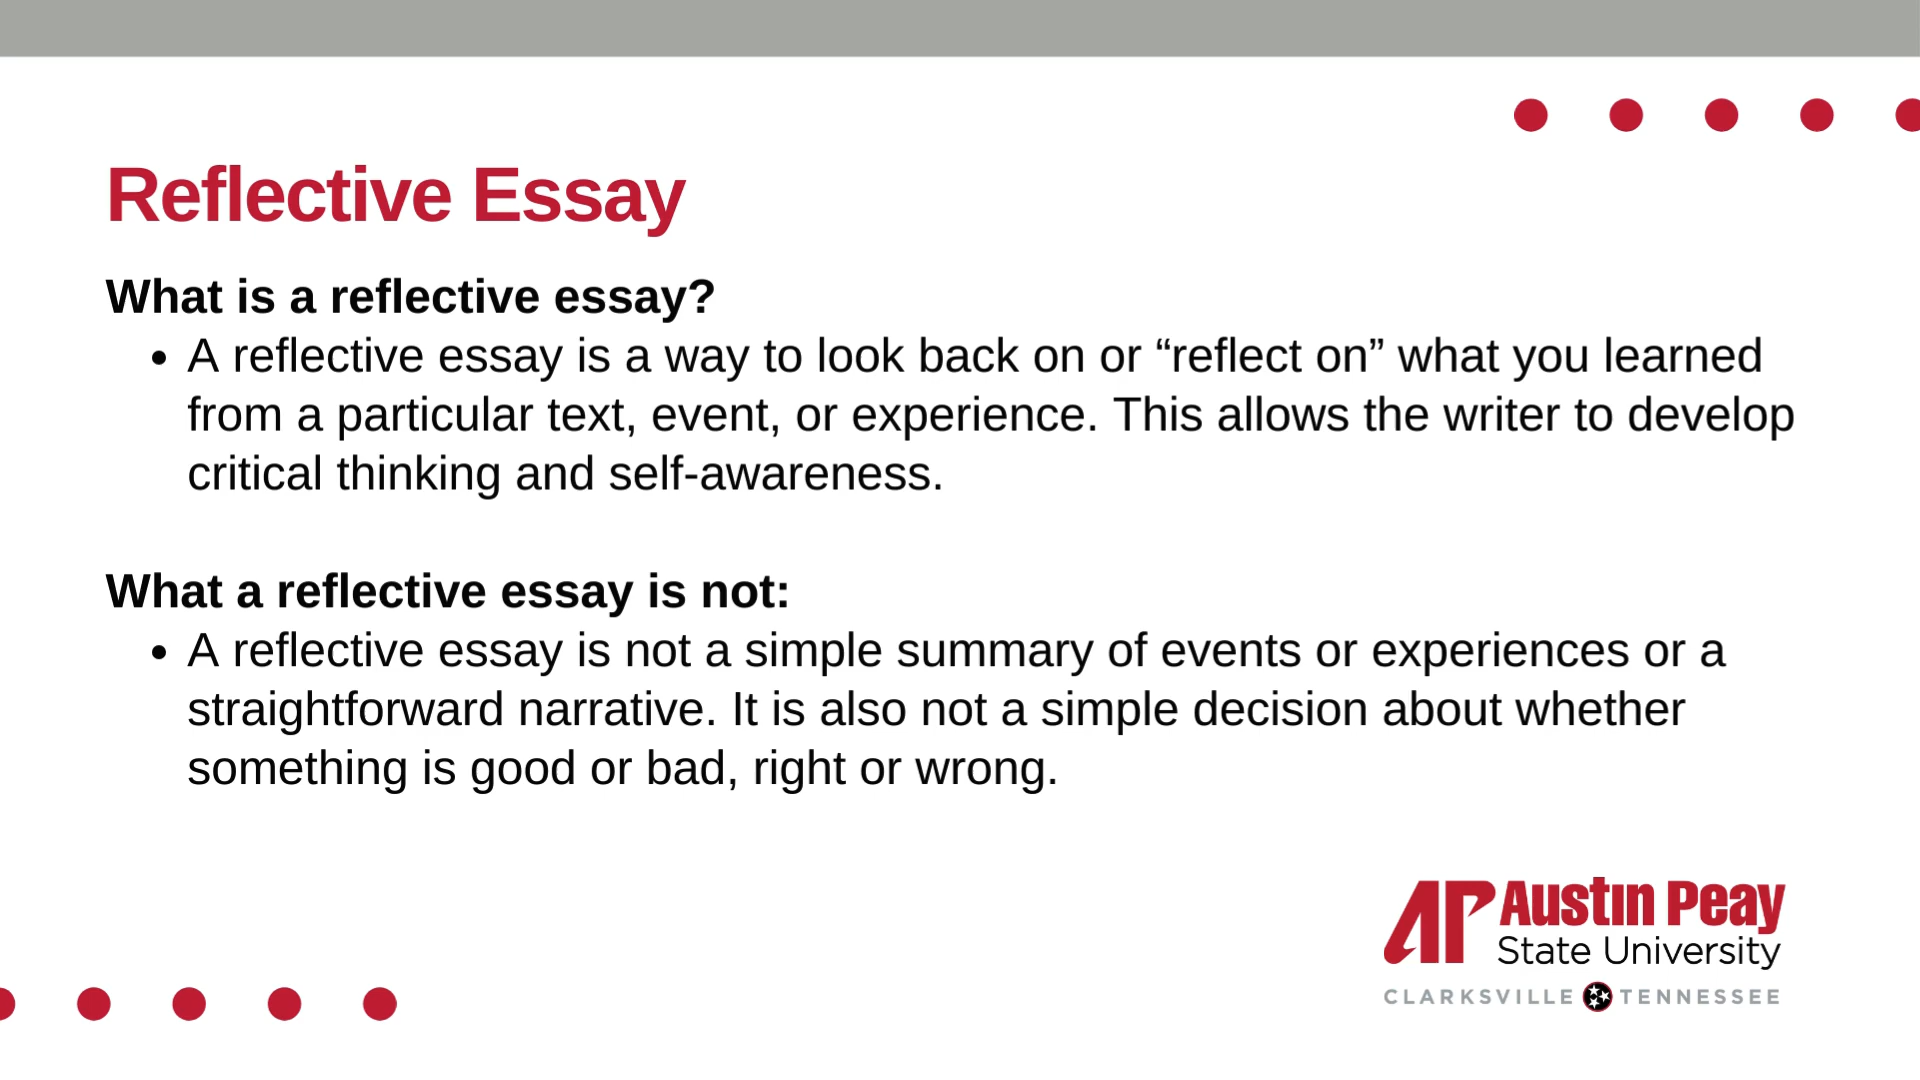 Reflective Essay
What is a reflective essay?
• A reflective essay is a way to look back on or “reflect on” what you learned
from a particular text, event, or experience. This allows the writer to develop
critical thinking and self-awareness.
What a reflective essay is not:
• A reflective essay is not a simple summary of events or experiences or a
straightforward narrative. It is also not a simple decision about whether
something is good or bad, right or wrong.
AP Austin Peay
State University
CLARKSVILLE TENNESSEE